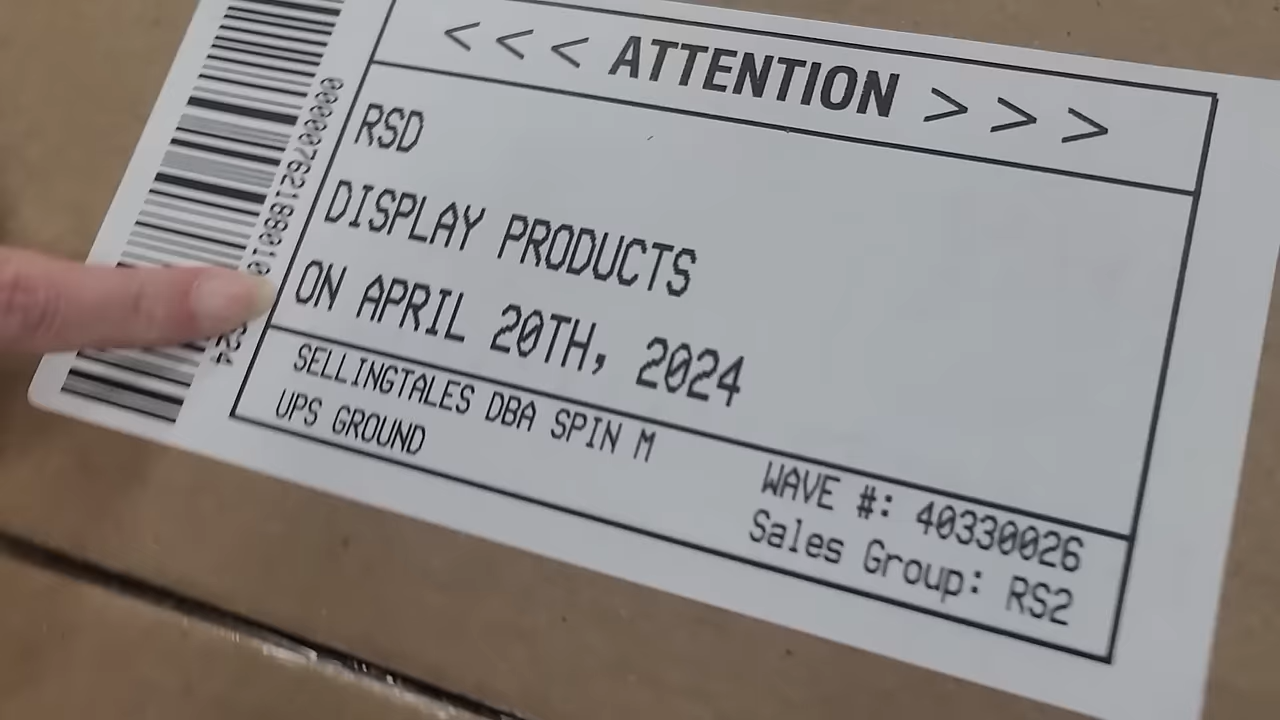 < < < ATTENTION > > >
RSD
DISPLAY PRODUCTS
ON APRIL 20TH, 2024
SELLINGTALES DBA SPIN M
UPS GROUND
WAVE #: 40330026
Sales Group: RS2